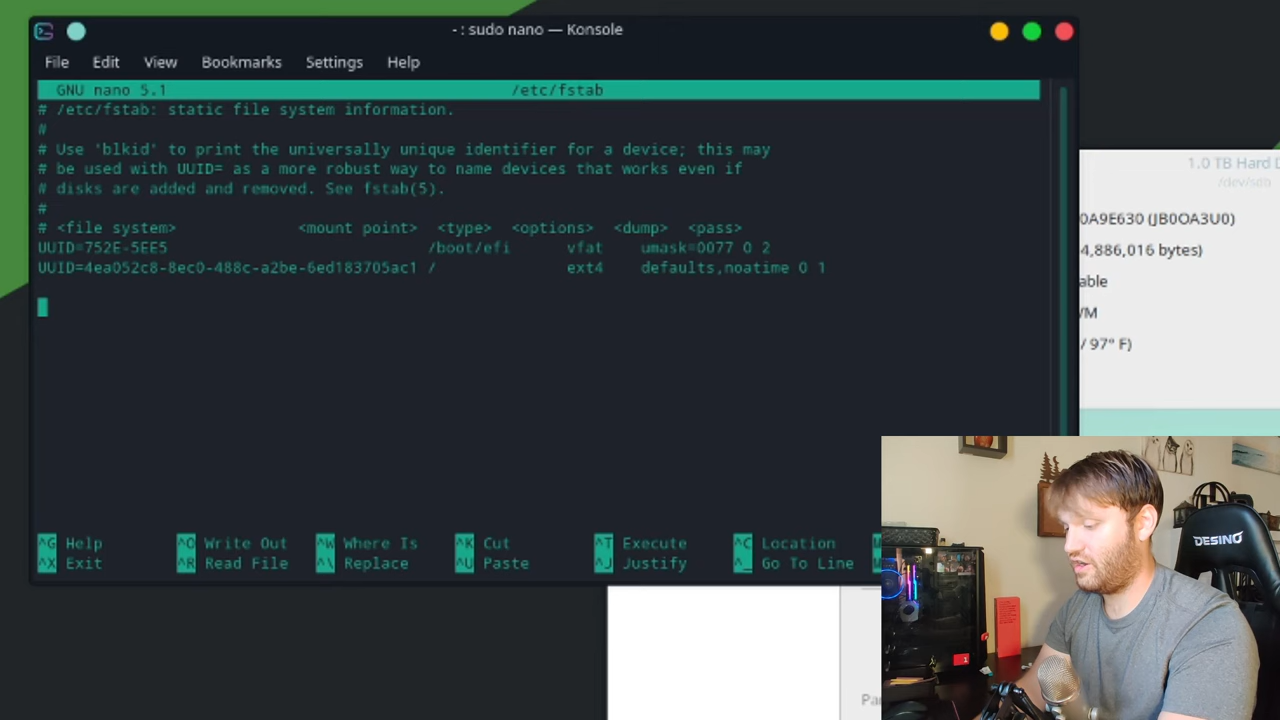 - : sudo nano — Konsole
File Edit View Bookmarks Settings Help
GNU nano 5.1 /etc/fstab
# /etc/fstab: static file system information.
#
# Use 'blkid' to print the universally unique identifier for a device; this may
# be used with UUID= as a more robust way to name devices that works even if
# disks are added and removed. See fstab(5).
#
# <file system> <mount point> <type> <options> <dump> <pass>
UUID=752E-5EE5 /boot/efi vfat umask=0077 0 2
UUID=4ea052c8-8ec0-488c-a2be-6ed183705ac1 / ext4 defaults,noatime 0 1
^G Help ^O Write Out ^W Where Is ^K Cut ^T Execute ^C Location
^X Exit ^R Read File ^\ Replace ^U Paste ^J Justify ^_ Go To Line
1.0 TB Hard D
/dev/sdb
0A9E630 (JB0OA3U0)
4,886,016 bytes)
able
/M
/ 97° F)
Pa
DESINO